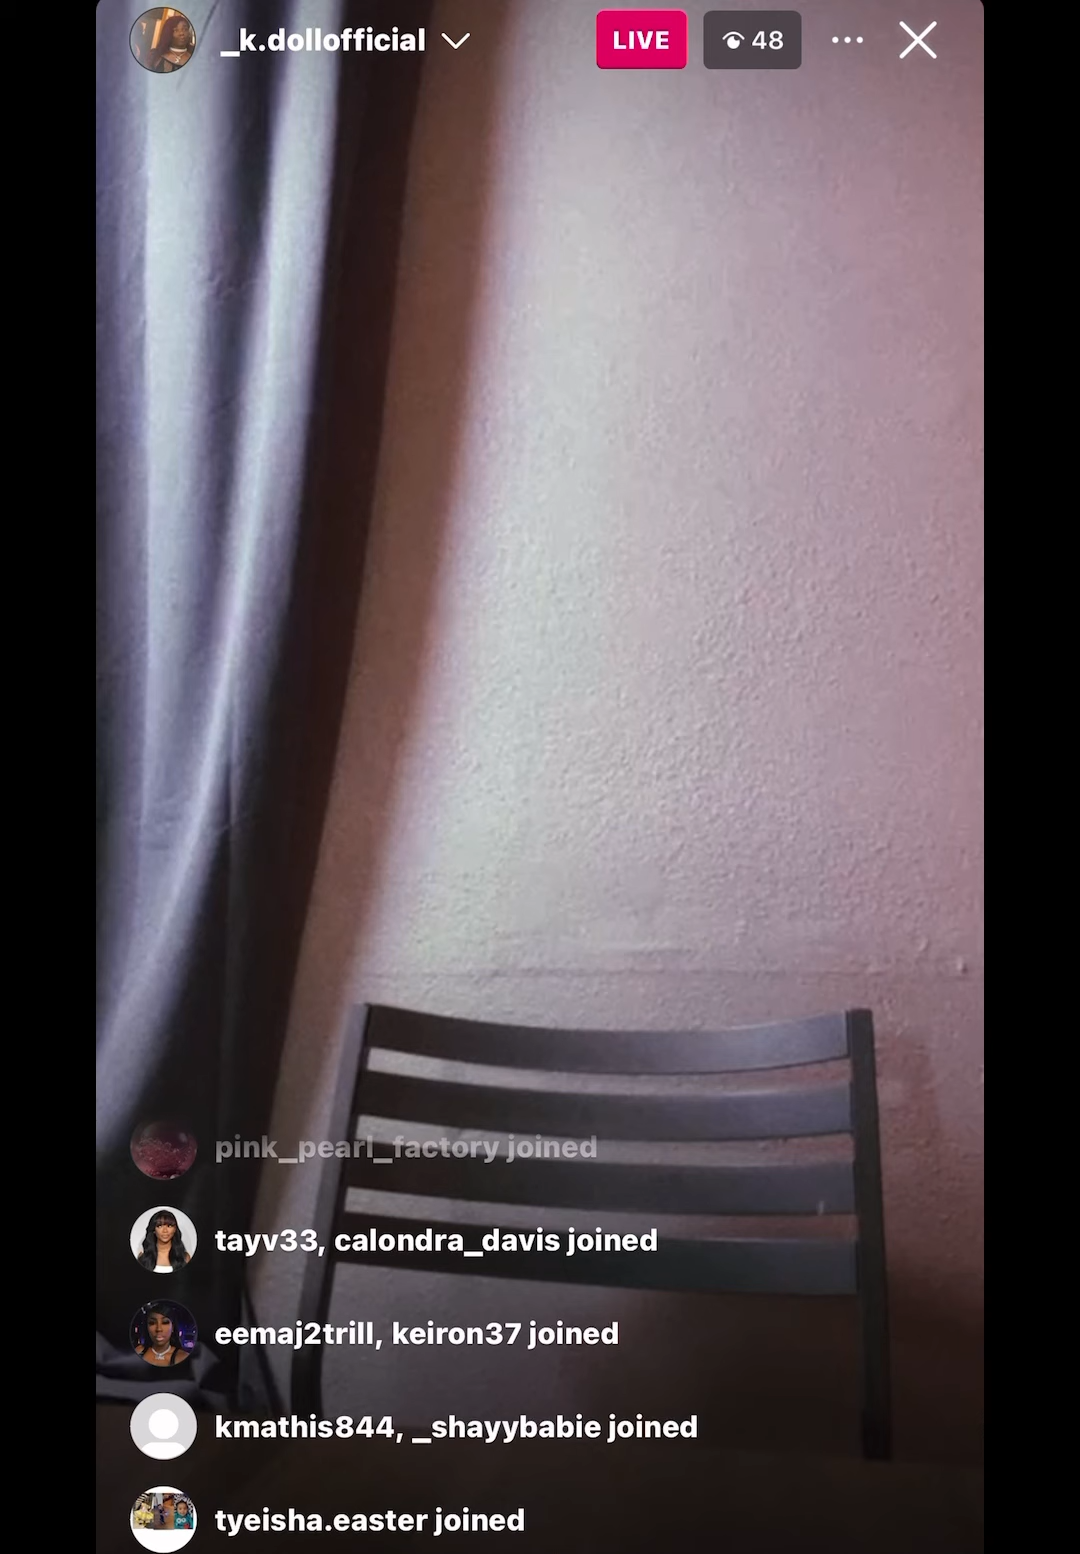 _k.dollofficial
LIVE
48
pink_pearl_factory joined
tayv33, calondra_davis joined
eemaj2trill, keiron37 joined
kmathis844, _shayybabie joined
tyeisha.easter joined